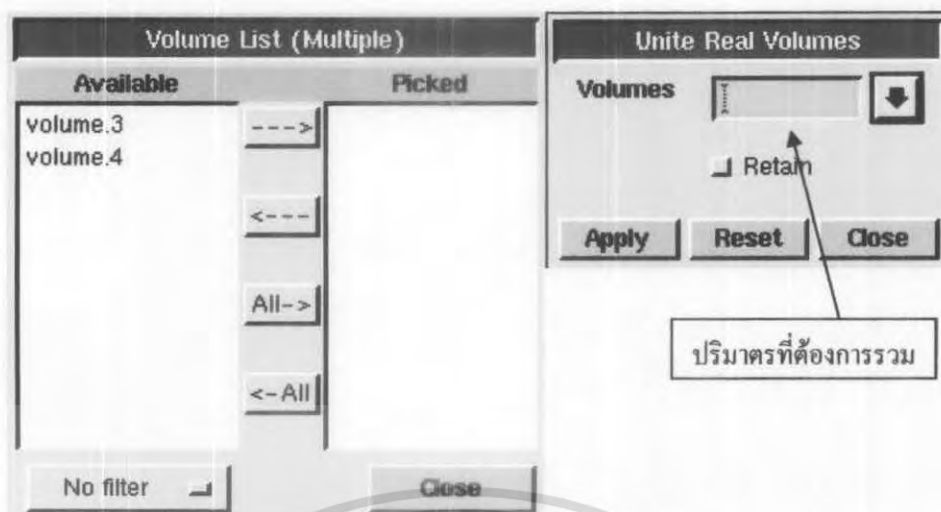 Volume List (Multiple)
Available
Picked
volume.3
volume.4
--->
<---
All->
<-All
No filter
Close
Unite Real Volumes
Volumes
Retain
Apply
Reset
Close
ปริมาตรที่ต้องการรวม